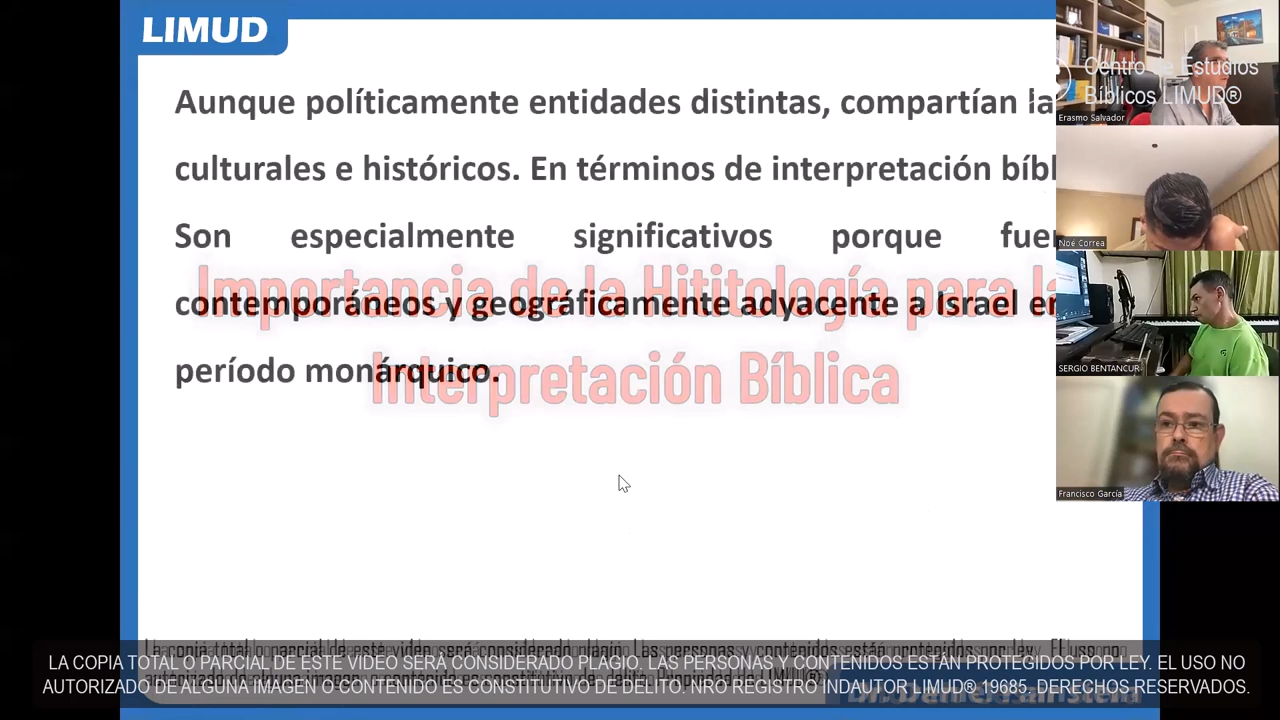 LIMUD
Aunque políticamente entidades distintas, compartían la
culturales e históricos. En términos de interpretación
Son especialmente significativos porque
contemporáneos y geográficamente adyacente a Israel
período monárquico.
Importancia de la Hititología para la
Interpretación Bíblica
Centro de Estudios
Bíblicos LIMUD®
Erasmo Salvador
Noé Correa
SERGIO BENTANCUR
Francisco García
LA COPIA TOTAL O PARCIAL DE ESTE VIDEO SERÀ CONSIDERADO PLAGIO. LAS PERSONAS Y CONTENIDOS ESTÁN PROTEGIDOS POR LEY. EL USO NO
AUTORIZADO DE ALGUNA IMAGEN O CONTENIDO ES CONSTITUTIVO DE DELITO. NRO REGISTRO INDAUTOR LIMUD® 19685. DERECHOS RESERVADOS.